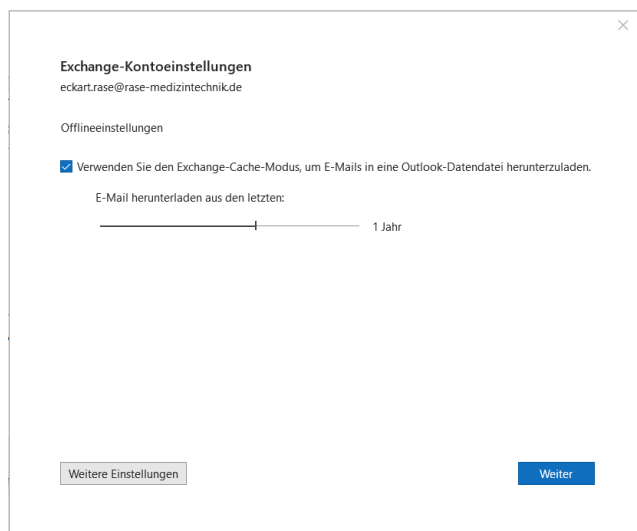 Exchange-Kontoeinstellungen
eckart.rase@rase-medizintechnik.de
Offlineeinstellungen
Verwenden Sie den Exchange-Cache-Modus, um E-Mails in eine Outlook-Datendatei herunterzuladen.
E-Mail herunterladen aus den letzten:
1 Jahr
Weitere Einstellungen
Weiter